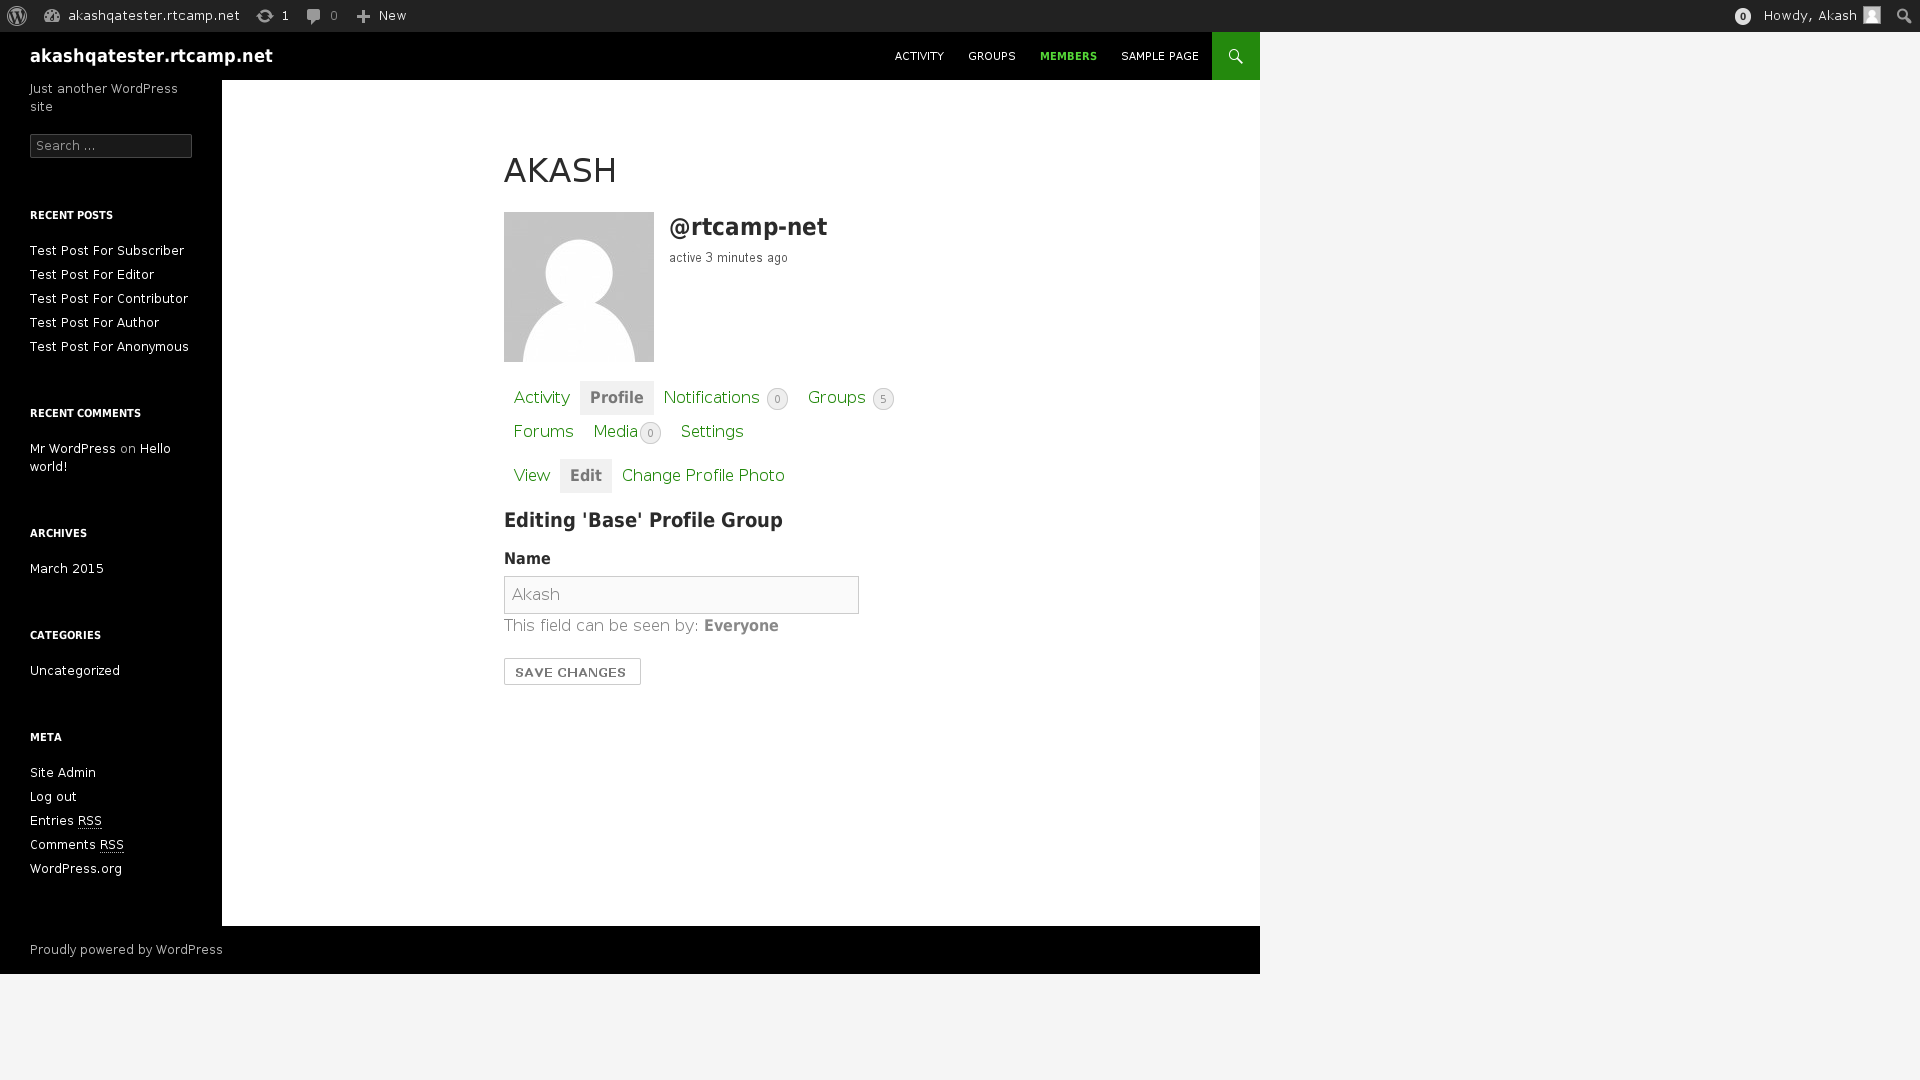 akashqatester.rtcamp.net 1 0 New 0 Howdy, Akash
akashqatester.rtcamp.net ACTIVITY GROUPS MEMBERS SAMPLE PAGE
Just another WordPress
site
Search ...
RECENT POSTS
Test Post For Subscriber
Test Post For Editor
Test Post For Contributor
Test Post For Author
Test Post For Anonymous
RECENT COMMENTS
Mr WordPress on Hello
world!
ARCHIVES
March 2015
CATEGORIES
Uncategorized
META
Site Admin
Log out
Entries RSS
Comments RSS
WordPress.org
AKASH
@rtcamp-net
active 3 minutes ago
Activity Profile Notifications 0 Groups 5
Forums Media 0 Settings
View Edit Change Profile Photo
Editing 'Base' Profile Group
Name
Akash
This field can be seen by: Everyone
SAVE CHANGES
Proudly powered by WordPress